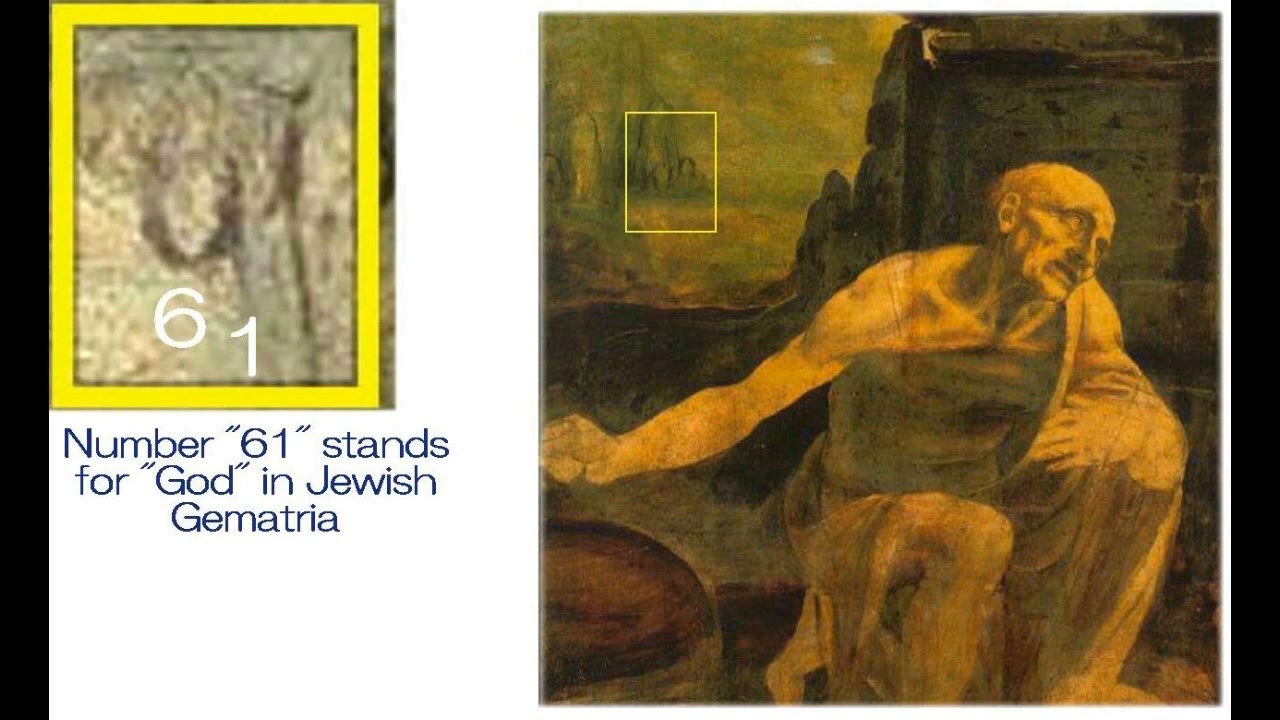 6
1
Number "61" stands
for "God" in Jewish
Gematria